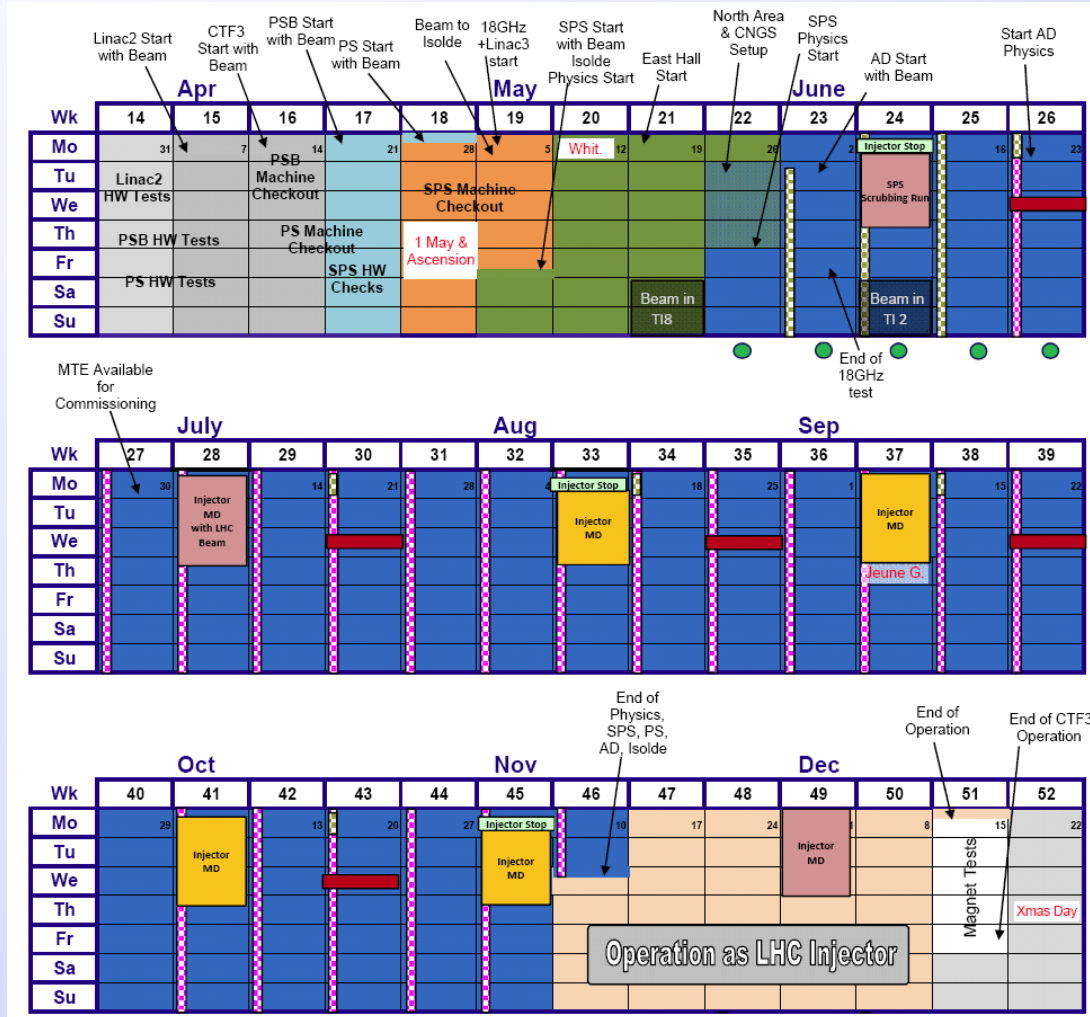 Linac2 Start
with Beam
CTF3
Start with
Beam
PSB Start
with Beam
PS Start
with Beam
Beam to
Isolde
18GHz
+Linac3
start
SPS Start
with Beam
Isolde
Physics Start
East Hall
Start
North Area
& CNGS
Setup
SPS
Physics
Start
AD Start
with Beam
Start AD
Physics
Apr May June
Wk 14 15 16 17 18 19 20 21 22 23 24 25 26
Mo 31 7 14 21 28 5 Whit. 12 19 26 2 Injector Stop 16 23
Tu
We
Th
Fr
Sa
Su
Linac2
HW Tests
PSB HW Tests
PS HW Tests
PSB
Machine
Checkout
PS Machine
Checkout
SPS HW
Checks
SPS Machine
Checkout
1 May &
Ascension
Beam in
TI8
SPS
Scrubbing Run
Beam in
TI 2
End of
18GHz
test
MTE Available
for
Commissioning
July Aug Sep
Wk 27 28 29 30 31 32 33 34 35 36 37 38 39
Mo 30 14 21 28 4 Injector Stop 18 25 1 15 22
Tu
We
Th
Fr
Sa
Su
Injector
MD
with LHC
Beam
Injector
MD
Injector
MD
Jeune G.
End of
Physics,
SPS, PS,
AD, Isolde
End of
Operation
End of CTF3
Operation
Oct Nov Dec
Wk 40 41 42 43 44 45 46 47 48 49 50 51 52
Mo 29 13 20 27 Injector Stop 10 17 24 8 15 22
Tu
We
Th
Fr
Sa
Su
Injector
MD
Injector
MD
Injector
MD
Magnet Tests
Xmas Day
Operation as LHC Injector